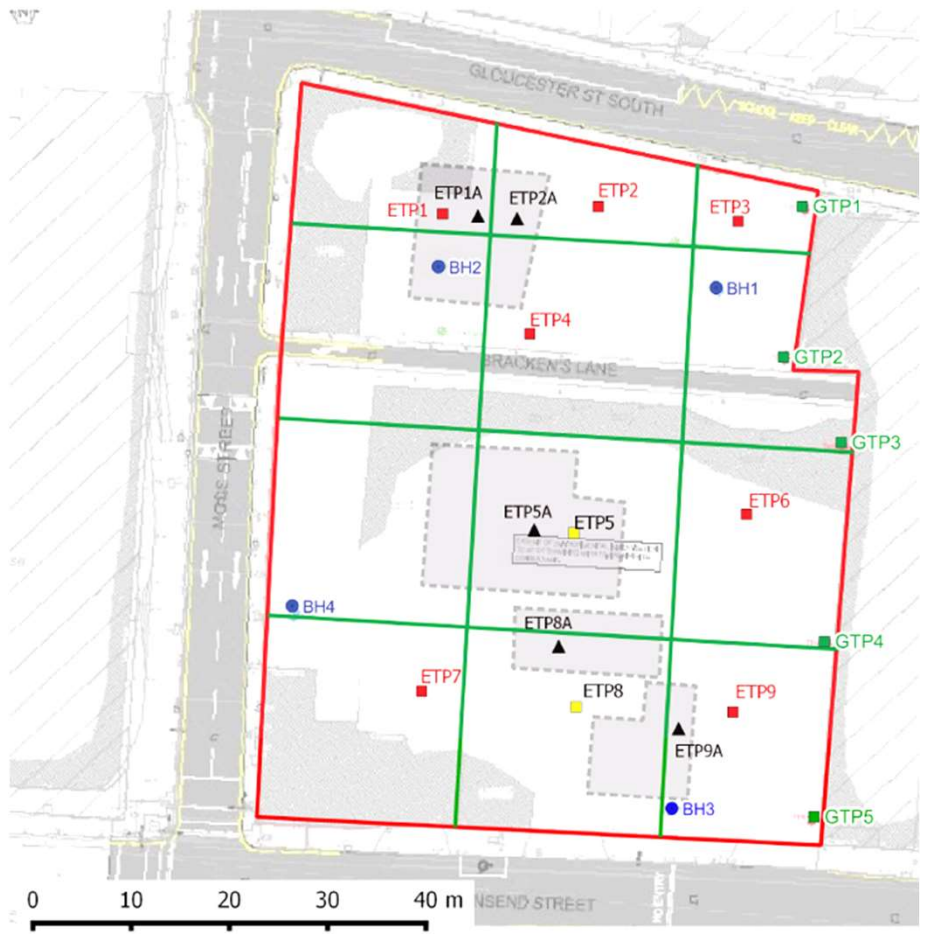 N
GLOUCESTER ST SOUTH
SCHOOL - KEEP - CLEAR
ETP1A
ETP2A
ETP2
ETP1
ETP3
GTP1
BH2
BH1
ETP4
GTP2
BRACKEN'S LANE
GTP3
MOSS STREET
ETP6
ETP5A
ETP5
BH4
ETP8A
GTP4
ETP7
ETP8
ETP9
ETP9A
BH3
GTP5
0 10 20 30 40 m
NSEND STREET
NO ENTRY